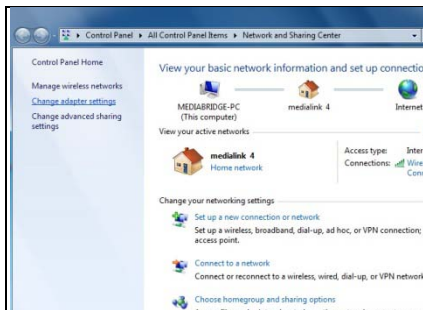 Control Panel ▸ All Control Panel Items ▸ Network and Sharing Center
Control Panel Home
Manage wireless networks
Change adapter settings
Change advanced sharing
settings
View your basic network information and set up connectio
MEDIABRIDGE-PC
(This computer)
medialink 4
Internet
View your active networks
medialink 4
Home network
Access type: Inter
Connections: Wire
Con
Change your networking settings
Set up a new connection or network
Set up a wireless, broadband, dial-up, ad hoc, or VPN connection;
access point.
Connect to a network
Connect or reconnect to a wireless, wired, dial-up, or VPN network
Choose homegroup and sharing options